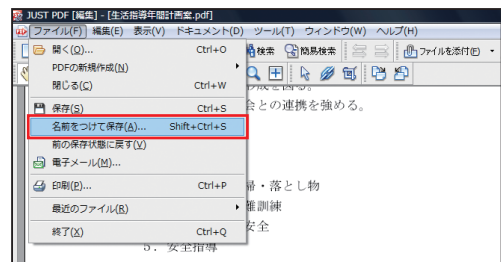 JUST PDF [編集] - [生活指導年間計画案.pdf]
ファイル(F) 編集(E) 表示(V) ドキュメント(D) ツール(T) ウィンドウ(W) ヘルプ(H)
開く(O)... Ctrl+O
検索 簡易検索 ファイルを添付(F)
PDFの新規作成(N)
閉じる(C) Ctrl+W
保存(S) Ctrl+S
会との連携を強める。
名前をつけて保存(A)... Shift+Ctrl+S
前の保存状態に戻す(V)
電子メール(M)...
印刷(P)... Ctrl+P
・落とし物
難訓練
最近のファイル(R)
安全
終了(X) Ctrl+Q
5. 安全指導